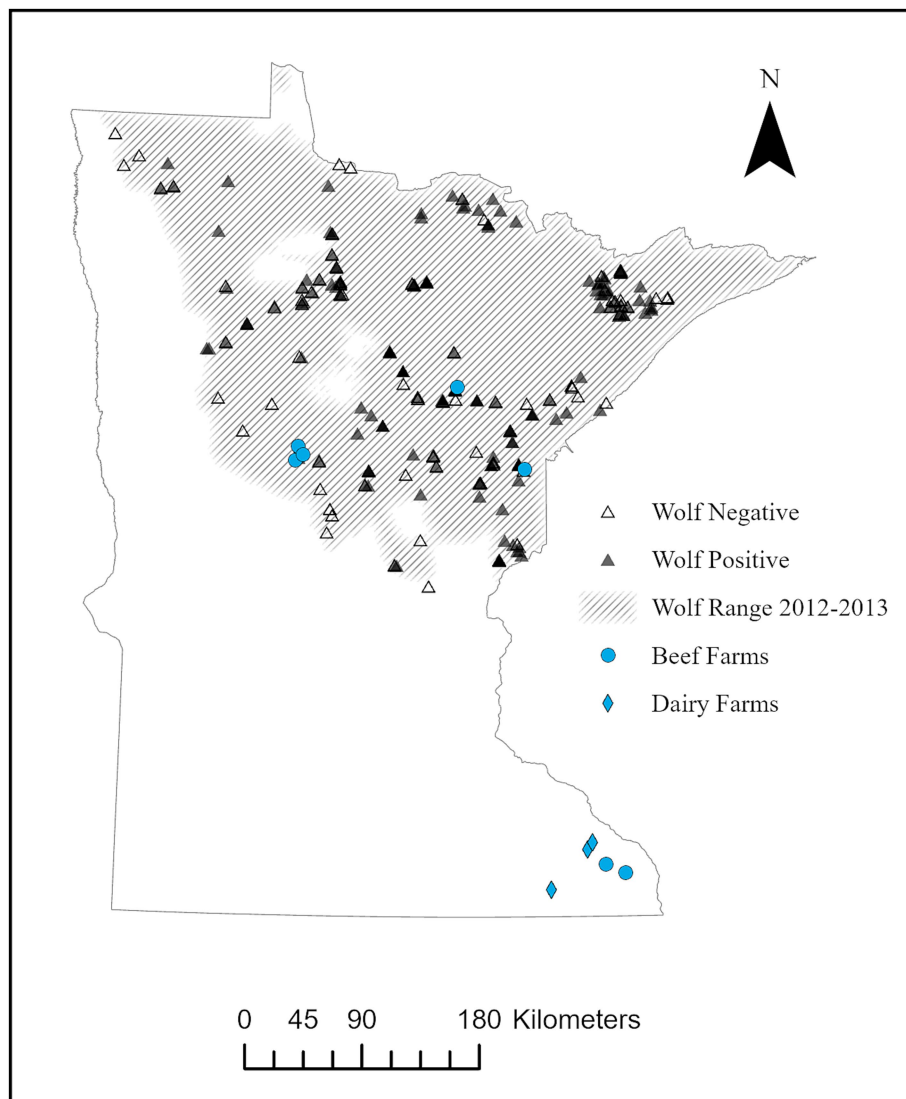 N
Wolf Negative
Wolf Positive
Wolf Range 2012-2013
Beef Farms
Dairy Farms
0 45 90 180 Kilometers